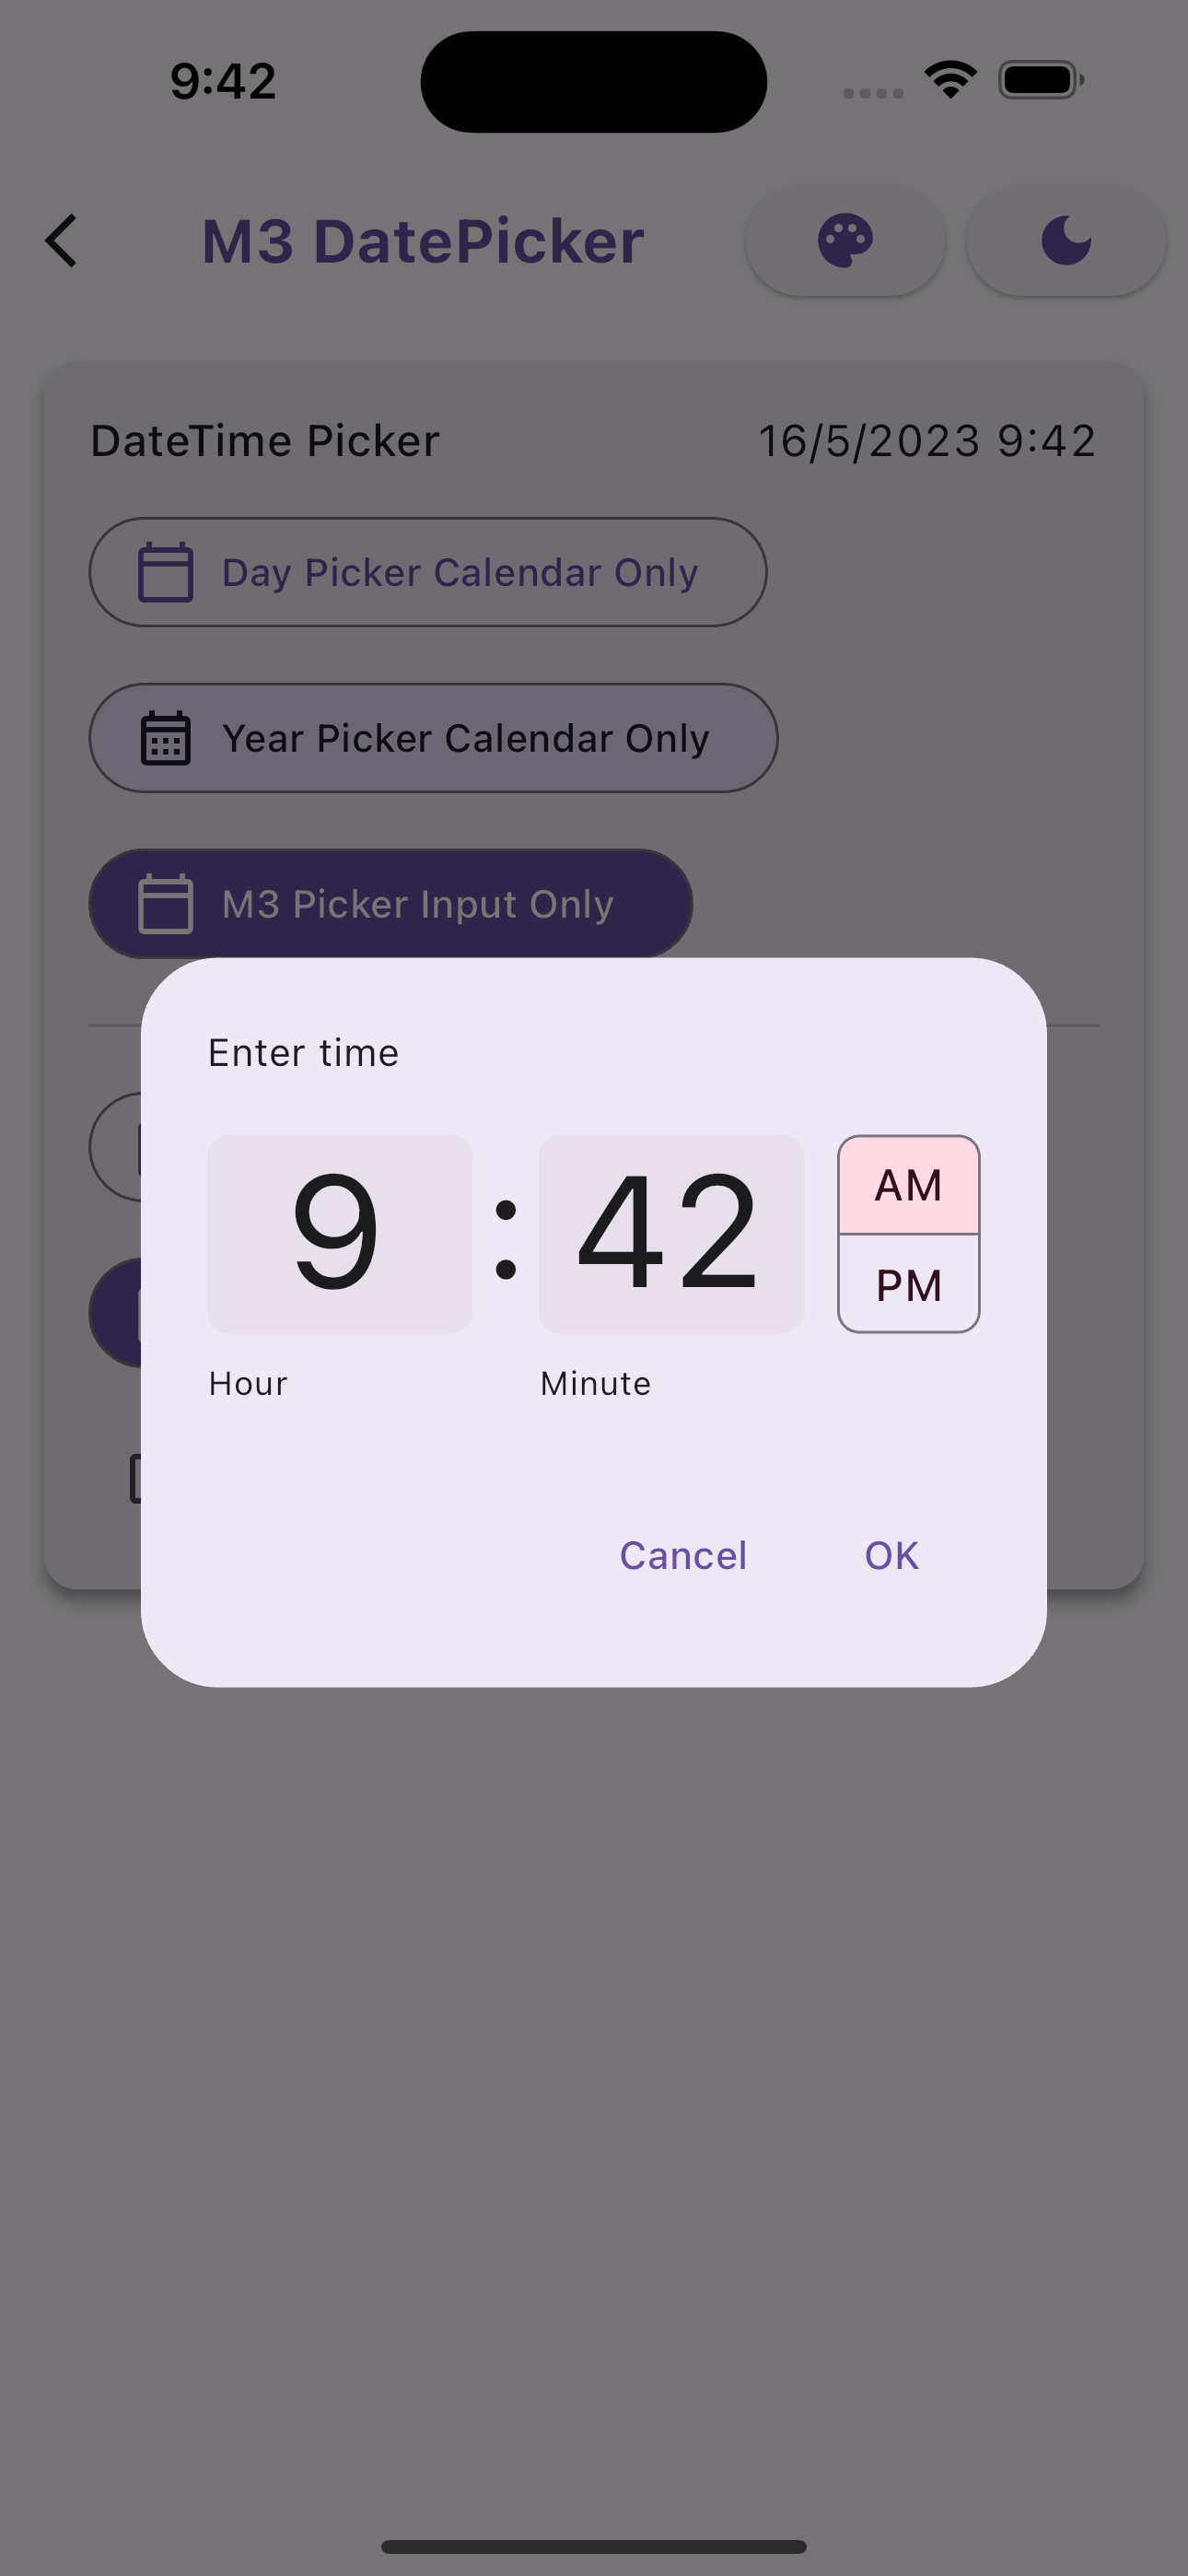 9:42
M3 DatePicker
DateTime Picker 16/5/2023 9:42
Day Picker Calendar Only
Year Picker Calendar Only
M3 Picker Input Only
Enter time
9 : 42 AM
PM
Hour Minute
Cancel OK